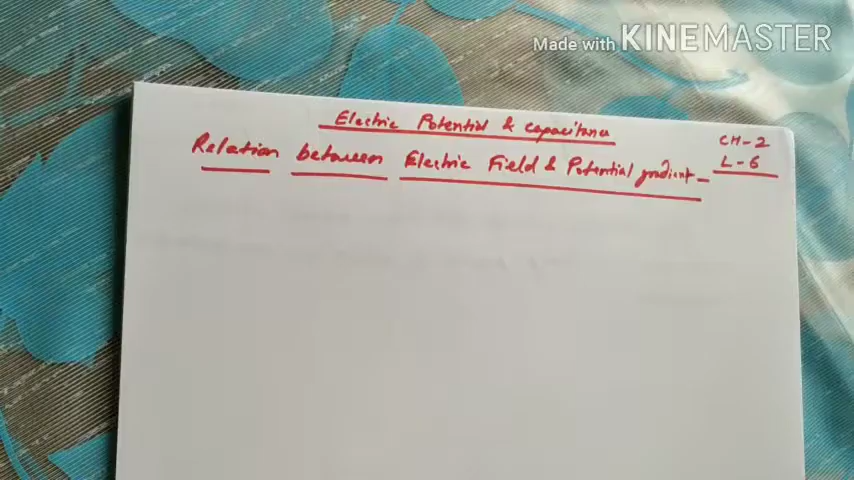 Made with KINEMASTER
Electric Potential & Capacitance
CH-2
L-6
Relation between Electric Field & Potential gradient-